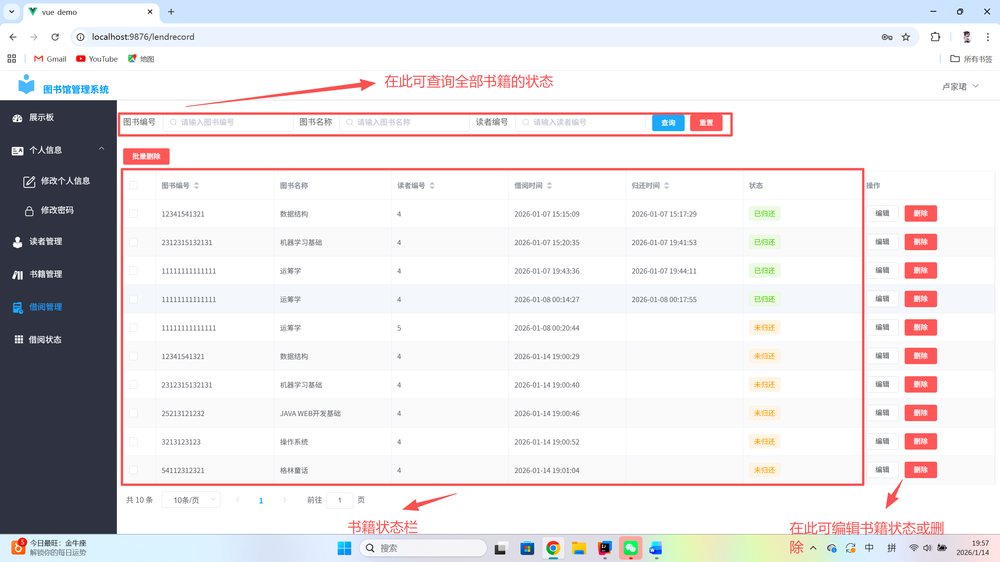 vue demo
localhost:9876/lendrecord
Gmail YouTube 地图 所有书签
在此可查询全部书籍的状态
图书馆管理系统 卢家珺
展示板
个人信息
修改个人信息
修改密码
读者管理
书籍管理
借阅管理
借阅状态
图书编号 请输入图书编号 图书名称 请输入图书名称 读者编号 请输入读者编号 查询 重置
批量删除
图书编号 图书名称 读者编号 借阅时间 归还时间 状态 操作
12341541321 数据结构 4 2026-01-07 15:15:09 2026-01-07 15:17:29 已归还 编辑 删除
2312315132131 机器学习基础 4 2026-01-07 15:20:35 2026-01-07 19:41:53 已归还 编辑 删除
11111111111111 运筹学 4 2026-01-07 19:43:36 2026-01-07 19:44:11 已归还 编辑 删除
11111111111111 运筹学 4 2026-01-08 00:14:27 2026-01-08 00:17:55 已归还 编辑 删除
11111111111111 运筹学 5 2026-01-08 00:20:44 未归还 编辑 删除
12341541321 数据结构 4 2026-01-14 19:00:29 未归还 编辑 删除
2312315132131 机器学习基础 4 2026-01-14 19:00:40 未归还 编辑 删除
25213121232 JAVA WEB开发基础 4 2026-01-14 19:00:46 未归还 编辑 删除
3213123123 操作系统 4 2026-01-14 19:00:52 未归还 编辑 删除
54112312321 格林童话 4 2026-01-14 19:01:04 未归还 编辑 删除
共 10 条 10条/页 1 前往 1 页
书籍状态栏
在此可编辑书籍状态或删
除
5 今日最旺：金牛座
解锁你的每日运势
搜索
IJ
W
中 拼
19:57
2026/1/14